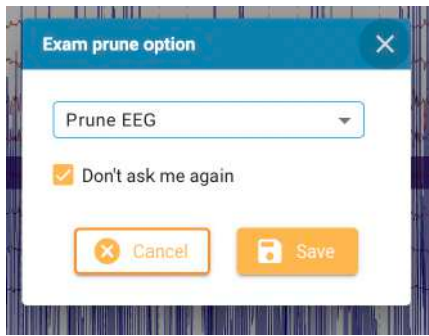 Exam prune option
Prune EEG
Don't ask me again
Cancel
Save